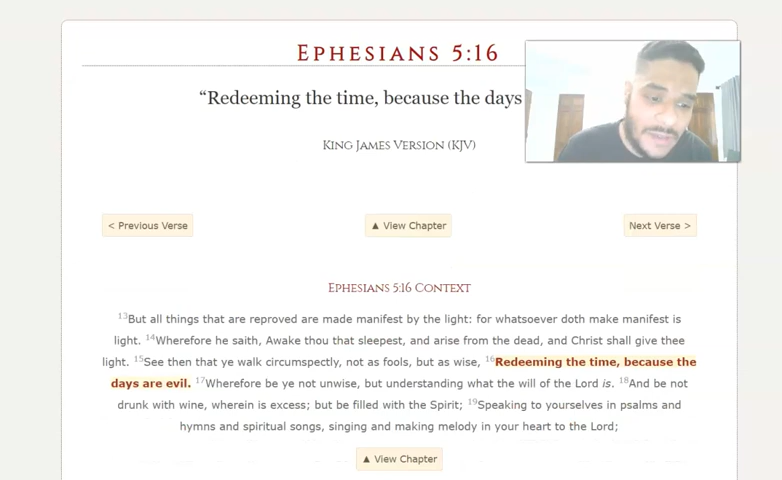 EPHESIANS 5:16
“Redeeming the time, because the days
KING JAMES VERSION (KJV)
< Previous Verse
▲ View Chapter
Next Verse >
EPHESIANS 5:16 CONTEXT
13But all things that are reproved are made manifest by the light: for whatsoever doth make manifest is
light. 14Wherefore he saith, Awake thou that sleepest, and arise from the dead, and Christ shall give thee
light. 15See then that ye walk circumspectly, not as fools, but as wise, 16Redeeming the time, because the
days are evil. 17Wherefore be ye not unwise, but understanding what the will of the Lord is. 18And be not
drunk with wine, wherein is excess; but be filled with the Spirit; 19Speaking to yourselves in psalms and
hymns and spiritual songs, singing and making melody in your heart to the Lord;
▲ View Chapter